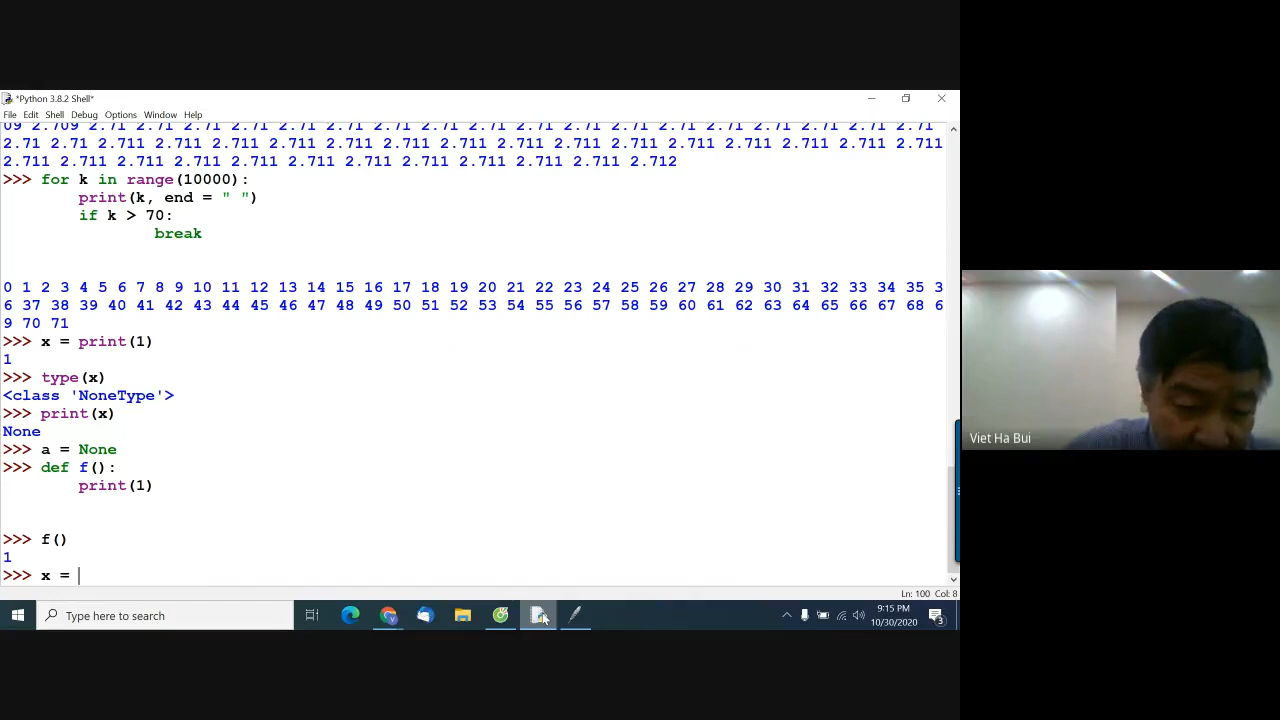 *Python 3.8.2 Shell*
File Edit Shell Debug Options Window Help
09 2.709 2.71 2.71 2.71 2.71 2.71 2.71 2.71 2.71 2.71 2.71 2.71 2.71 2.71 2.71 2.71 2.71 2.71 2.71
2.71 2.71 2.711 2.711 2.711 2.711 2.711 2.711 2.711 2.711 2.711 2.711 2.711 2.711 2.711 2.711 2.711
2.711 2.711 2.711 2.711 2.711 2.711 2.711 2.711 2.711 2.711 2.711 2.712
>>> for k in range(10000):
print(k, end = " ")
if k > 70:
break
0 1 2 3 4 5 6 7 8 9 10 11 12 13 14 15 16 17 18 19 20 21 22 23 24 25 26 27 28 29 30 31 32 33 34 35 3
6 37 38 39 40 41 42 43 44 45 46 47 48 49 50 51 52 53 54 55 56 57 58 59 60 61 62 63 64 65 66 67 68 6
9 70 71
>>> x = print(1)
1
>>> type(x)
<class 'NoneType'>
>>> print(x)
None
>>> a = None
>>> def f():
print(1)
>>> f()
1
>>> x =
Ln: 100 Col: 8
Type here to search
9:15 PM
10/30/2020
3
Viet Ha Bui